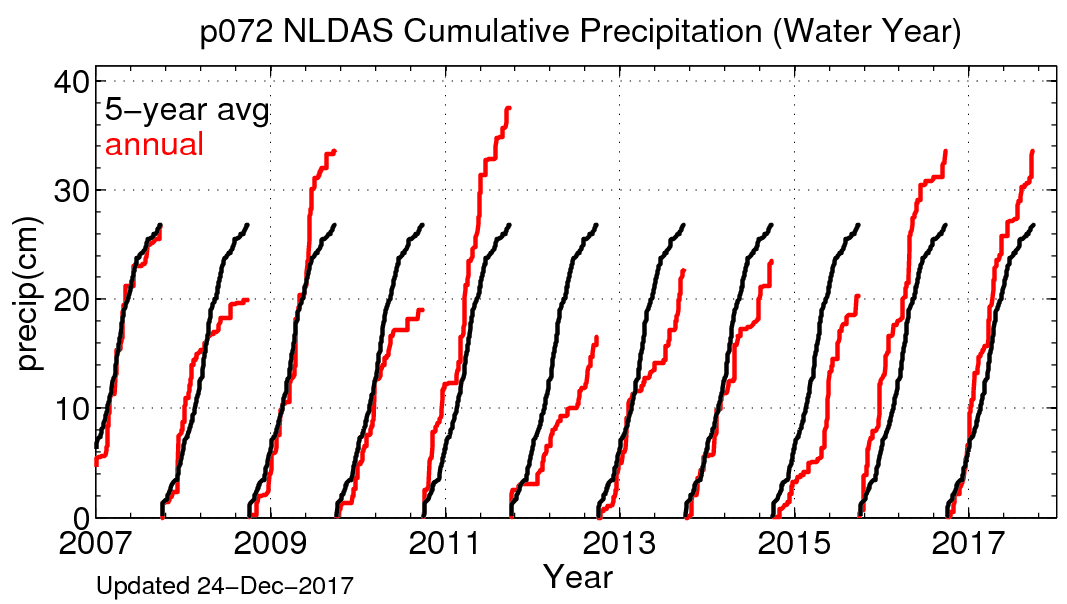 p072 NLDAS Cumulative Precipitation (Water Year)
40
5−year avg
annual
30
precip(cm)
20
10
0
2007 2009 2011 2013 2015 2017
Year
Updated 24−Dec−2017